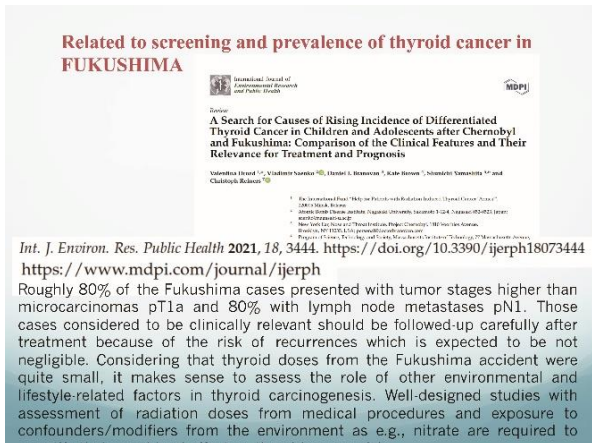 Related to screening and prevalence of thyroid cancer in
FUKUSHIMA
International Journal of
Environmental Research
and Public Health
MDPI
Review
A Search for Causes of Rising Incidence of Differentiated
Thyroid Cancer in Children and Adolescents after Chernobyl
and Fukushima: Comparison of the Clinical Features and Their
Relevance for Treatment and Prognosis
Christoph Reiners
Int. J. Environ. Res. Public Health 2021, 18, 3444. https://doi.org/10.3390/ijerph18073444
https://www.mdpi.com/journal/ijerph
Roughly 80% of the Fukushima cases presented with tumor stages higher than
microcarcinomas pT1a and 80% with lymph node metastases pN1. Those
cases considered to be clinically relevant should be followed-up carefully after
treatment because of the risk of recurrences which is expected to be not
negligible. Considering that thyroid doses from the Fukushima accident were
quite small, it makes sense to assess the role of other environmental and
lifestyle-related factors in thyroid carcinogenesis. Well-designed studies with
assessment of radiation doses from medical procedures and exposure to
confounders/modifiers from the environment as e.g., nitrate are required to